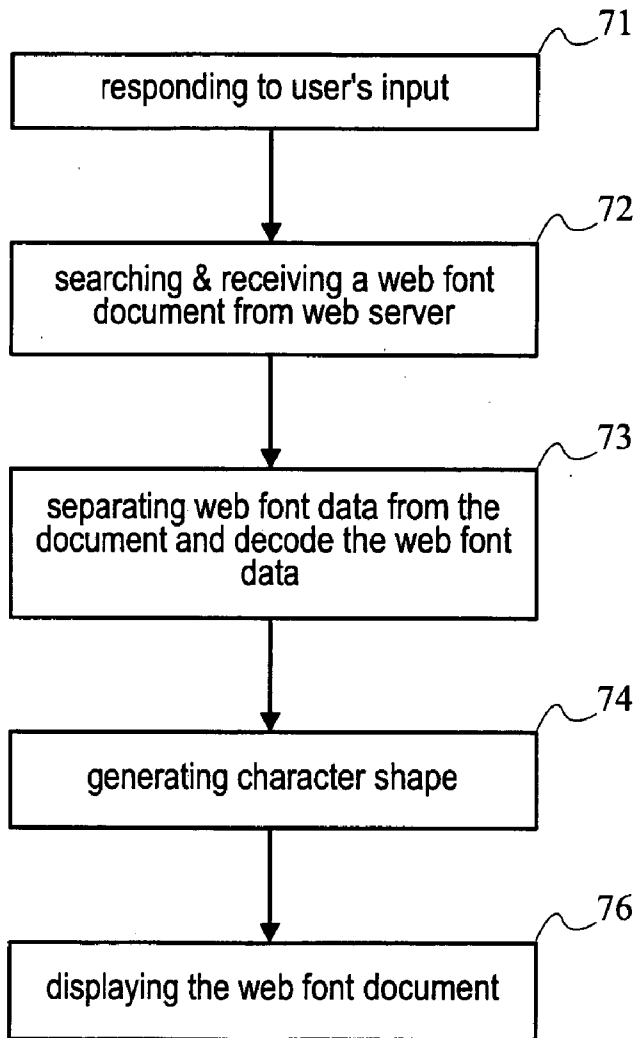 71
responding to user's input
72
searching & receiving a web font
document from web server
73
separating web font data from the
document and decode the web font
data
74
generating character shape
76
displaying the web font document